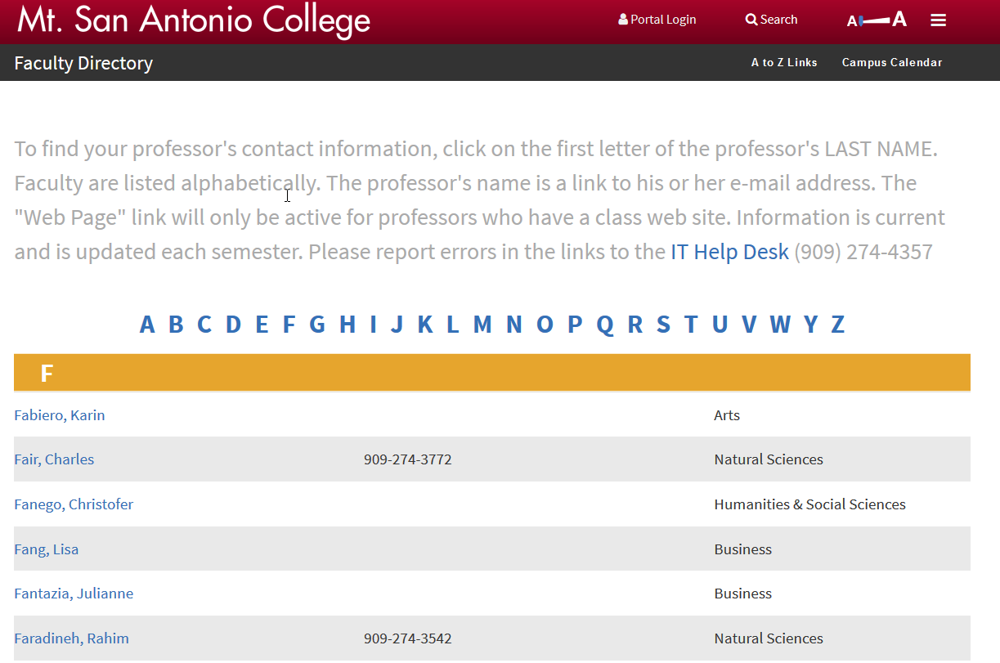 Mt. San Antonio College
Portal Login Search A A
Faculty Directory
A to Z Links Campus Calendar
To find your professor's contact information, click on the first letter of the professor's LAST NAME.
Faculty are listed alphabetically. The professor's name is a link to his or her e-mail address. The
"Web Page" link will only be active for professors who have a class web site. Information is current
and is updated each semester. Please report errors in the links to the IT Help Desk (909) 274-4357
A B C D E F G H I J K L M N O P Q R S T U V W Y Z
F
Fabiero, Karin Arts
Fair, Charles 909-274-3772 Natural Sciences
Fanego, Christofer Humanities & Social Sciences
Fang, Lisa Business
Fantazia, Julianne Business
Faradineh, Rahim 909-274-3542 Natural Sciences